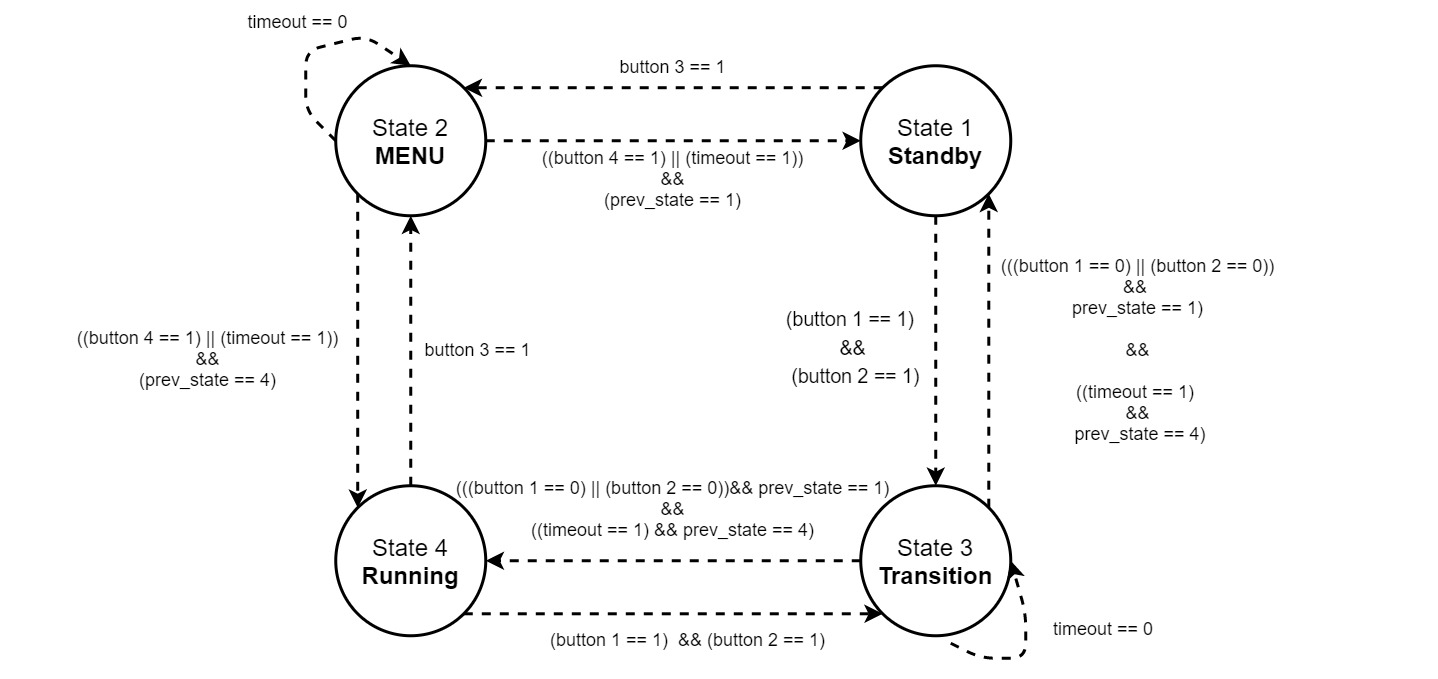 timeout == 0
button 3 == 1
State 2
MENU
State 1
Standby
((button 4 == 1) || (timeout == 1))
&&
(prev_state == 1)
(((button 1 == 0) || (button 2 == 0))
&&
prev_state == 1)
&&
((timeout == 1)
&&
prev_state == 4)
(button 1 == 1)
&&
(button 2 == 1)
((button 4 == 1) || (timeout == 1))
&&
(prev_state == 4)
button 3 == 1
(((button 1 == 0) || (button 2 == 0))&& prev_state == 1)
&&
((timeout == 1) && prev_state == 4)
State 4
Running
State 3
Transition
(button 1 == 1)  && (button 2 == 1)
timeout == 0